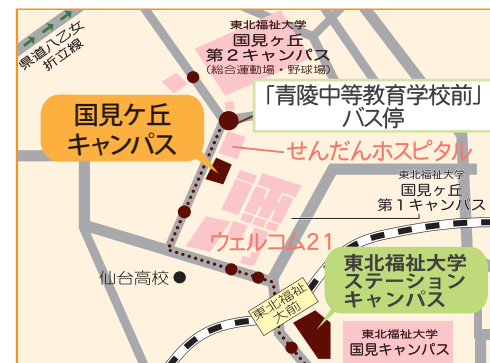 県道八乙女
折立線
東北福祉大学
国見ヶ丘
第2キャンパス
(総合運動場・野球場)
「青陵中等教育学校前」
バス停
国見ケ丘
キャンパス
せんだんホスピタル
東北福祉大学
国見ヶ丘
第1キャンパス
ウェルコム21
仙台高校
東北福祉大学
ステーション
キャンパス
東北福祉
大前
東北福祉大学
国見キャンパス